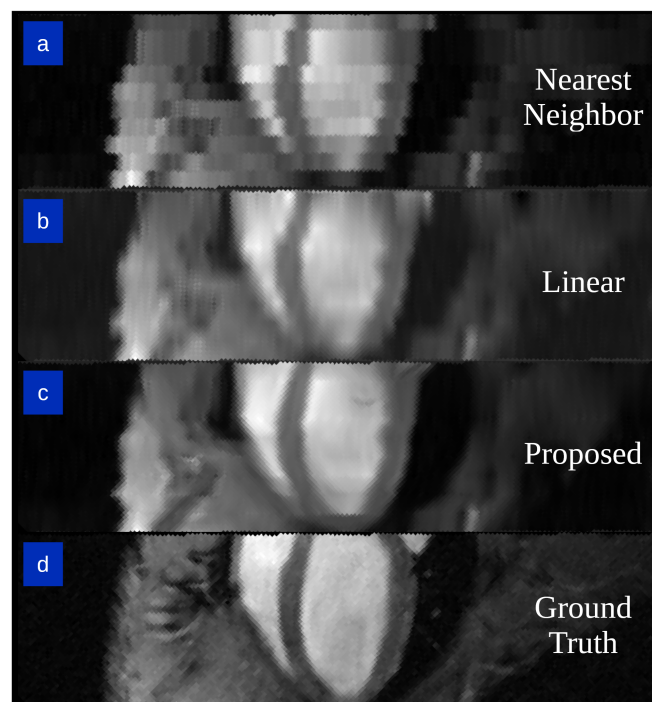 a
Nearest
Neighbor
b
Linear
c
Proposed
d
Ground
Truth